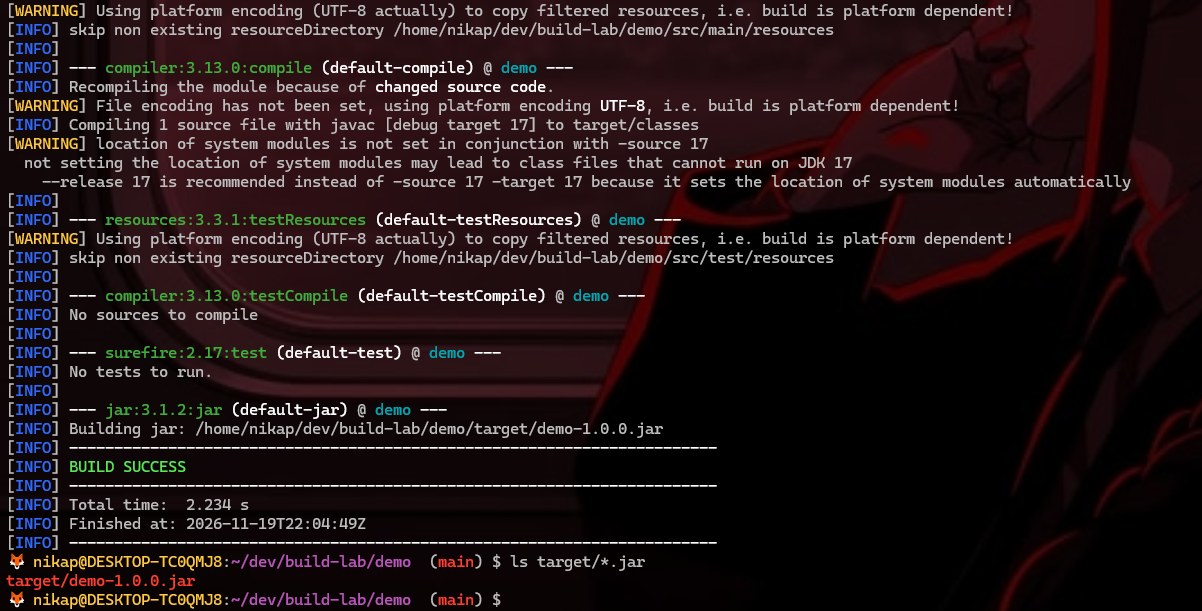 [WARNING] Using platform encoding (UTF-8 actually) to copy filtered resources, i.e. build is platform dependent!
[INFO] skip non existing resourceDirectory /home/nikap/dev/build-lab/demo/src/main/resources
[INFO]
[INFO] --- compiler:3.13.0:compile (default-compile) @ demo ---
[INFO] Recompiling the module because of changed source code.
[WARNING] File encoding has not been set, using platform encoding UTF-8, i.e. build is platform dependent!
[INFO] Compiling 1 source file with javac [debug target 17] to target/classes
[WARNING] location of system modules is not set in conjunction with -source 17
  not setting the location of system modules may lead to class files that cannot run on JDK 17
    --release 17 is recommended instead of -source 17 -target 17 because it sets the location of system modules automatically
[INFO]
[INFO] --- resources:3.3.1:testResources (default-testResources) @ demo ---
[WARNING] Using platform encoding (UTF-8 actually) to copy filtered resources, i.e. build is platform dependent!
[INFO] skip non existing resourceDirectory /home/nikap/dev/build-lab/demo/src/test/resources
[INFO]
[INFO] --- compiler:3.13.0:testCompile (default-testCompile) @ demo ---
[INFO] No sources to compile
[INFO]
[INFO] --- surefire:2.17:test (default-test) @ demo ---
[INFO] No tests to run.
[INFO]
[INFO] --- jar:3.1.2:jar (default-jar) @ demo ---
[INFO] Building jar: /home/nikap/dev/build-lab/demo/target/demo-1.0.0.jar
[INFO] ------------------------------------------------------------------------
[INFO] BUILD SUCCESS
[INFO] ------------------------------------------------------------------------
[INFO] Total time:  2.234 s
[INFO] Finished at: 2026-11-19T22:04:49Z
[INFO] ------------------------------------------------------------------------
🦊 nikap@DESKTOP-TC0QMJ8:~/dev/build-lab/demo  (main) $ ls target/*.jar
target/demo-1.0.0.jar
🦊 nikap@DESKTOP-TC0QMJ8:~/dev/build-lab/demo  (main) $